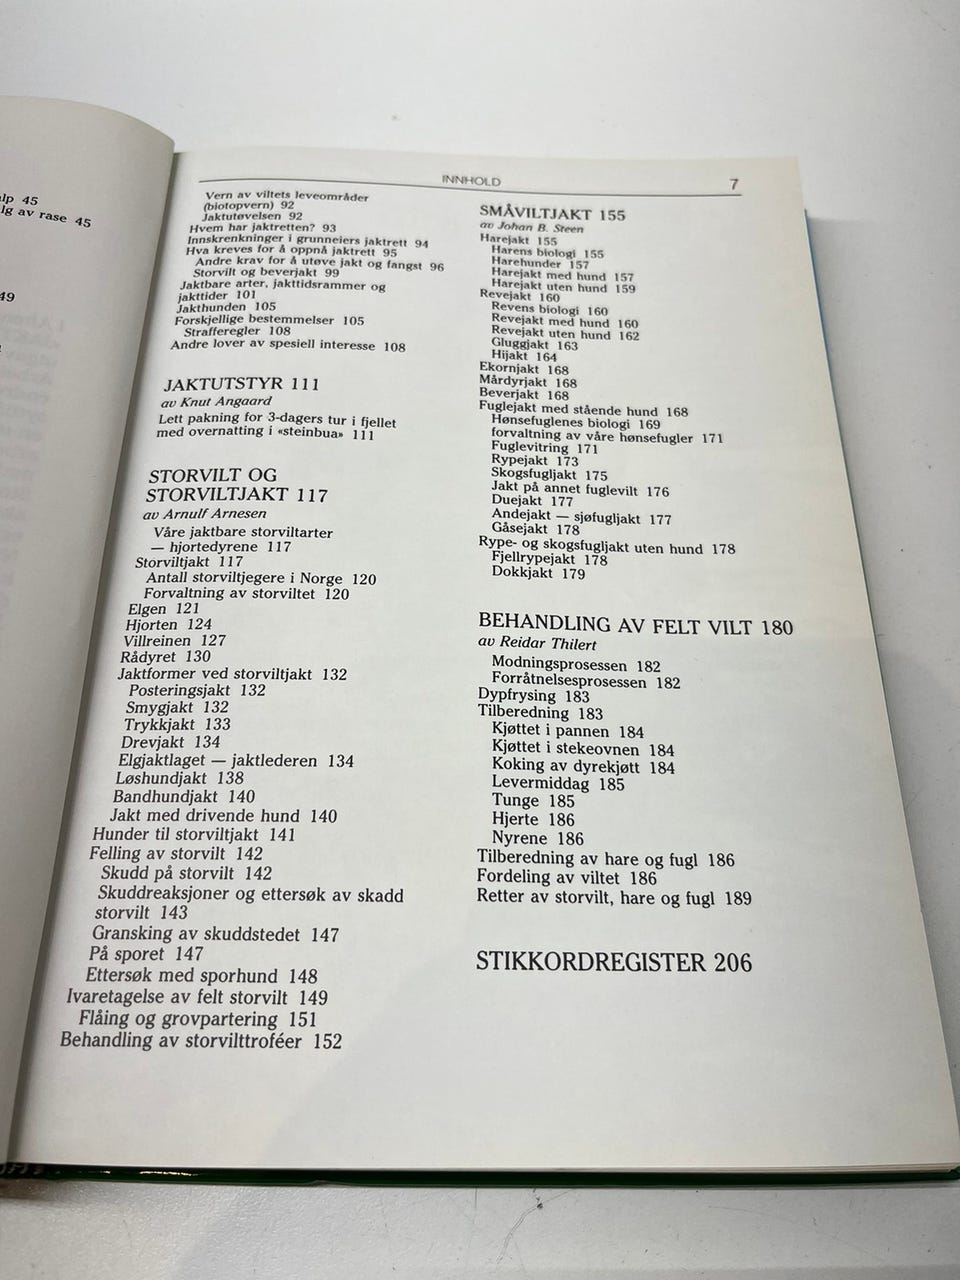 lp 45
lg av rase 45
49
INNHOLD 7
Vern av viltets leveområder
(biotopvern) 92
Jaktutøvelsen 92
Hvem har jaktretten? 93
Innskrenkninger i grunneiers jaktrett 94
Hva kreves for å oppnå jaktrett 95
Andre krav for å utøve jakt og fangst 96
Storvilt og beverjakt 99
Jaktbare arter, jakttidsrammer og
jakttider 101
Jakthunden 105
Forskjellige bestemmelser 105
Strafferegler 108
Andre lover av spesiell interesse 108
JAKTUTSTYR 111
av Knut Angaard
Lett pakning for 3-dagers tur i fjellet
med overnatting i «steinbua» 111
STORVILT OG
STORVILTJAKT 117
av Arnulf Arnesen
Våre jaktbare storviltarter
— hjortedyrene 117
Storviltjakt 117
Antall storviltjegere i Norge 120
Forvaltning av storviltet 120
Elgen 121
Hjorten 124
Villreinen 127
Rådyret 130
Jaktformer ved storviltjakt 132
Posteringsjakt 132
Smygjakt 132
Trykkjakt 133
Drevjakt 134
Elgjaktlaget — jaktlederen 134
Løshundjakt 138
Bandhundjakt 140
Jakt med drivende hund 140
Hunder til storviltjakt 141
Felling av storvilt 142
Skudd på storvilt 142
Skuddreaksjoner og ettersøk av skadd
storvilt 143
Gransking av skuddstedet 147
På sporet 147
Ettersøk med sporhund 148
Ivaretagelse av felt storvilt 149
Flåing og grovpartering 151
Behandling av storvilttroféer 152
SMÅVILTJAKT 155
av Johan B. Steen
Harejakt 155
Harens biologi 155
Harehunder 157
Harejakt med hund 157
Harejakt uten hund 159
Revejakt 160
Revens biologi 160
Revejakt med hund 160
Revejakt uten hund 162
Gluggjakt 163
Hijakt 164
Ekornjakt 168
Mårdyrjakt 168
Beverjakt 168
Fuglejakt med stående hund 168
Hønsefuglenes biologi 169
forvaltning av våre hønsefugler 171
Fuglevitring 171
Rypejakt 173
Skogsfugljakt 175
Jakt på annet fuglevilt 176
Duejakt 177
Andejakt — sjøfugljakt 177
Gåsejakt 178
Rype- og skogsfugljakt uten hund 178
Fjellrypejakt 178
Dokkjakt 179
BEHANDLING AV FELT VILT 180
av Reidar Thilert
Modningsprosessen 182
Forråtnelsesprosessen 182
Dypfrysing 183
Tilberedning 183
Kjøttet i pannen 184
Kjøttet i stekeovnen 184
Koking av dyrekjøtt 184
Levermiddag 185
Tunge 185
Hjerte 186
Nyrene 186
Tilberedning av hare og fugl 186
Fordeling av viltet 186
Retter av storvilt, hare og fugl 189
STIKKORDREGISTER 206